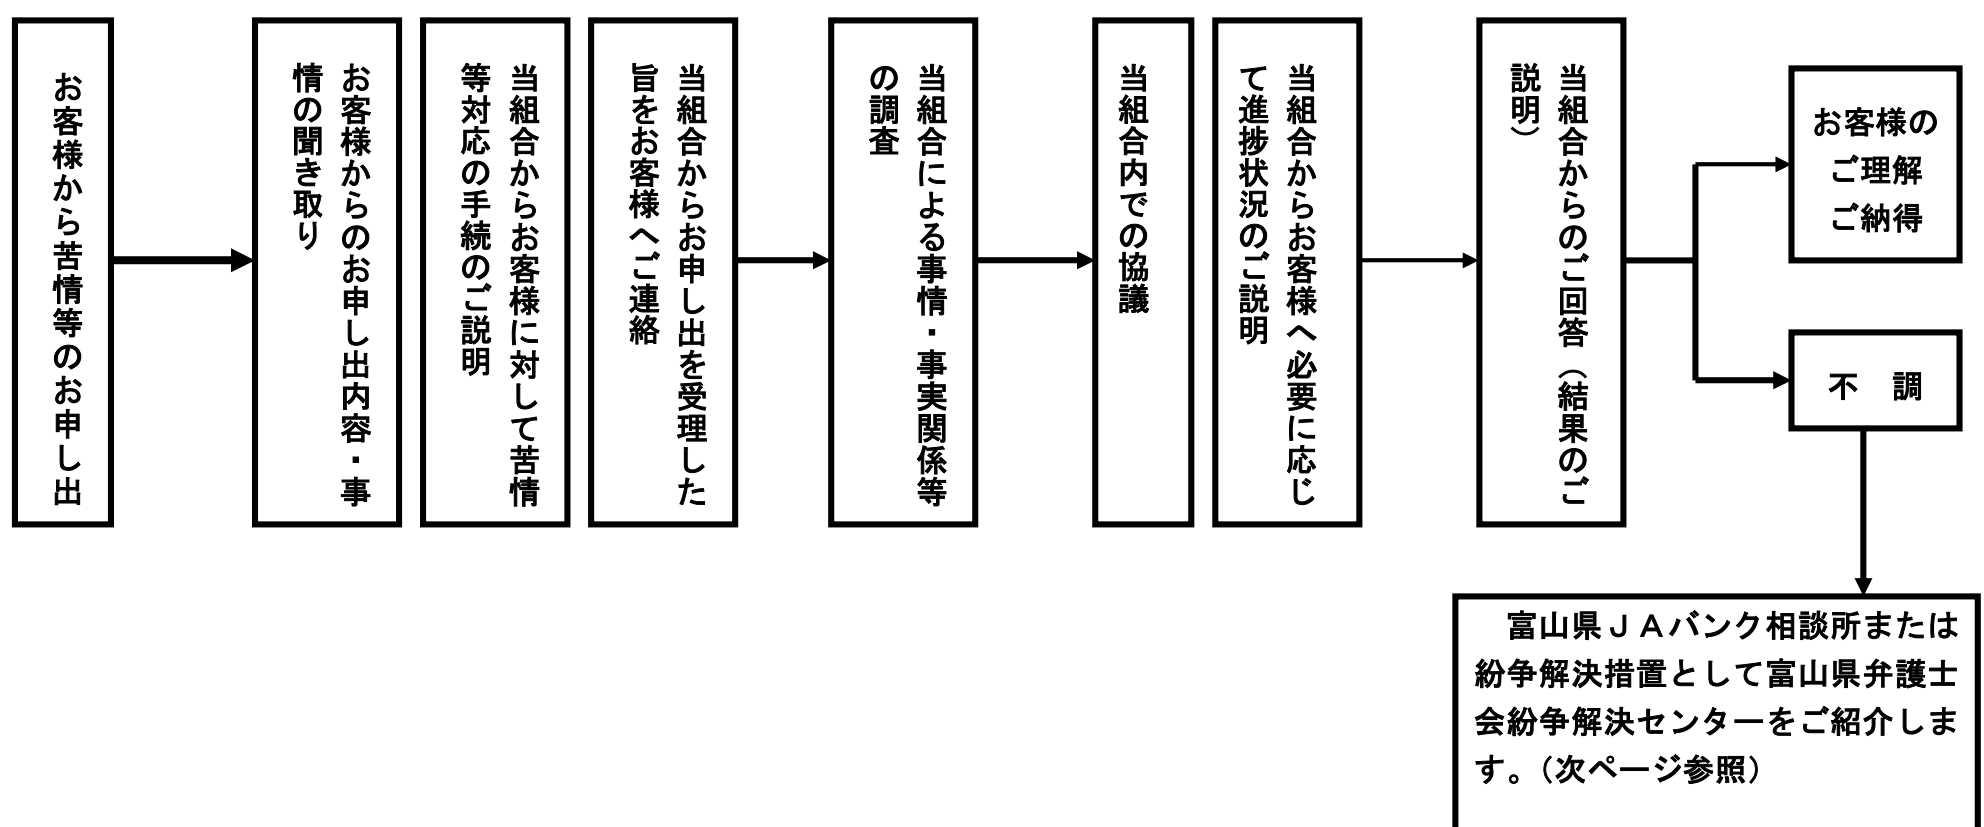 お客様から苦情等のお申し出
お客様からのお申し出内容・事
情の聞き取り
当組合からお客様に対して苦情
等対応の手続のご説明
当組合からお申し出を受理した
旨をお客様へご連絡
当組合による事情・事実関係等
の調査
当組合内での協議
当組合からお客様へ必要に応じ
て進捗状況のご説明
当組合からのご回答（結果のご
説明）
お客様の
ご理解
ご納得
不　調
富山県ＪＡバンク相談所または
紛争解決措置として富山県弁護士
会紛争解決センターをご紹介しま
す。（次ページ参照）